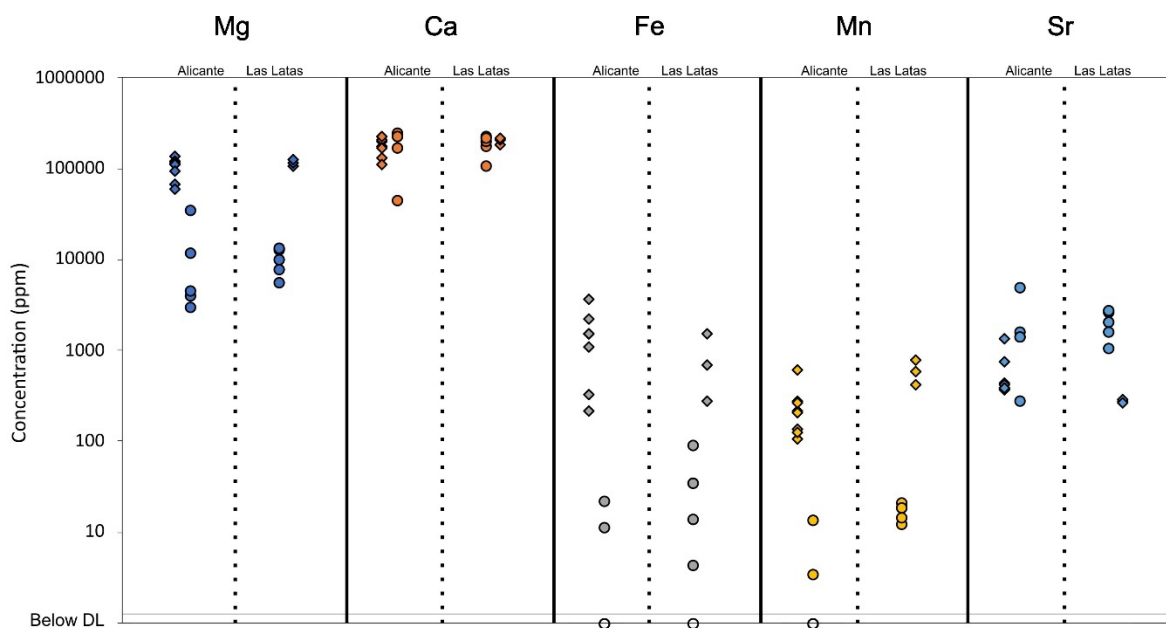 Mg Ca Fe Mn Sr
Alicante Las Latas Alicante Las Latas Alicante Las Latas Alicante Las Latas Alicante Las Latas
1000000
100000
10000
1000
100
10
Below DL
Concentration (ppm)